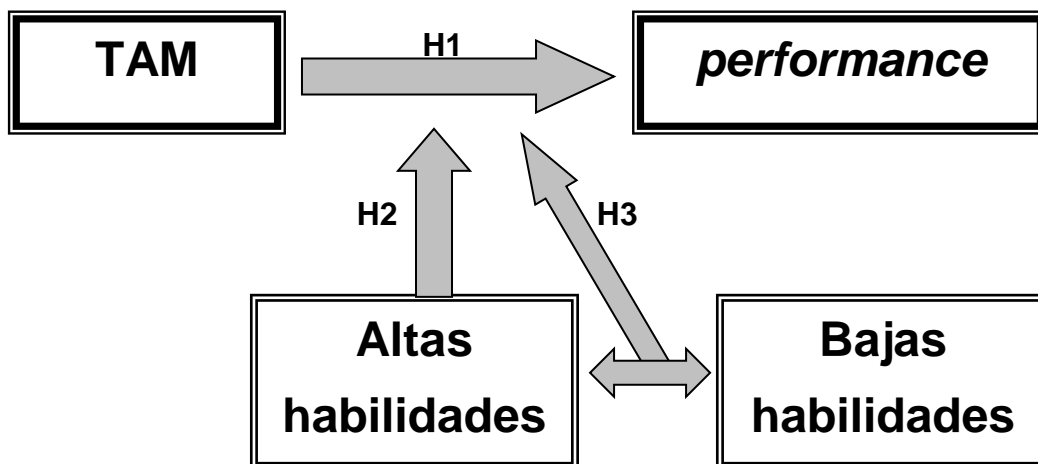 TAM
H1
performance
H2
H3
Altas
habilidades
Bajas
habilidades